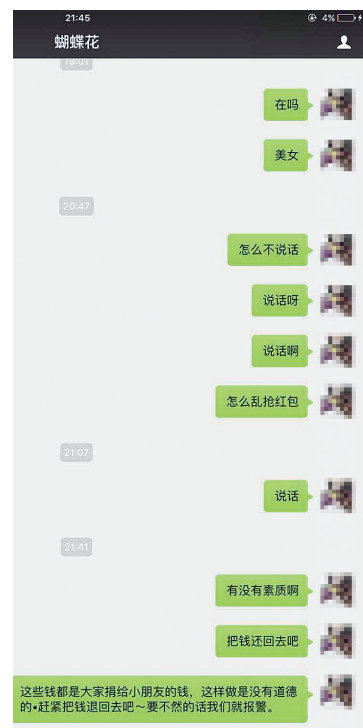 21:45
4%
蝴蝶花
19:01
在吗
美女
20:47
怎么不说话
说话呀
说话啊
怎么乱抢红包
21:07
说话
21:41
有没有素质啊
把钱还回去吧
这些钱都是大家捐给小朋友的钱，这样做是没有道德
的•赶紧把钱退回去吧～要不然的话我们就报警。